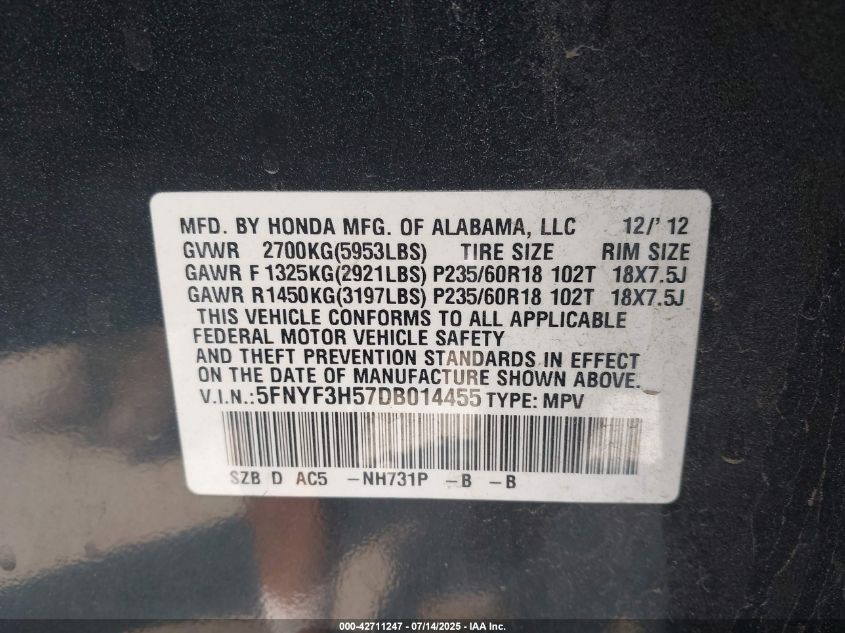 MFD. BY HONDA MFG. OF ALABAMA, LLC 12/' 12
GVWR 2700KG(5953LBS) TIRE SIZE RIM SIZE
GAWR F 1325KG(2921LBS) P235/60R18 102T 18X7.5J
GAWR R1450KG(3197LBS) P235/60R18 102T 18X7.5J
THIS VEHICLE CONFORMS TO ALL APPLICABLE
FEDERAL MOTOR VEHICLE SAFETY
AND THEFT PREVENTION STANDARDS IN EFFECT
ON THE DATE OF MANUFACTURE SHOWN ABOVE.
V.I.N.:5FNYF3H57DB014455 TYPE: MPV
SZB D AC5 -NH731P -B -B
000-42711247 - 07/14/2025 - IAA Inc.